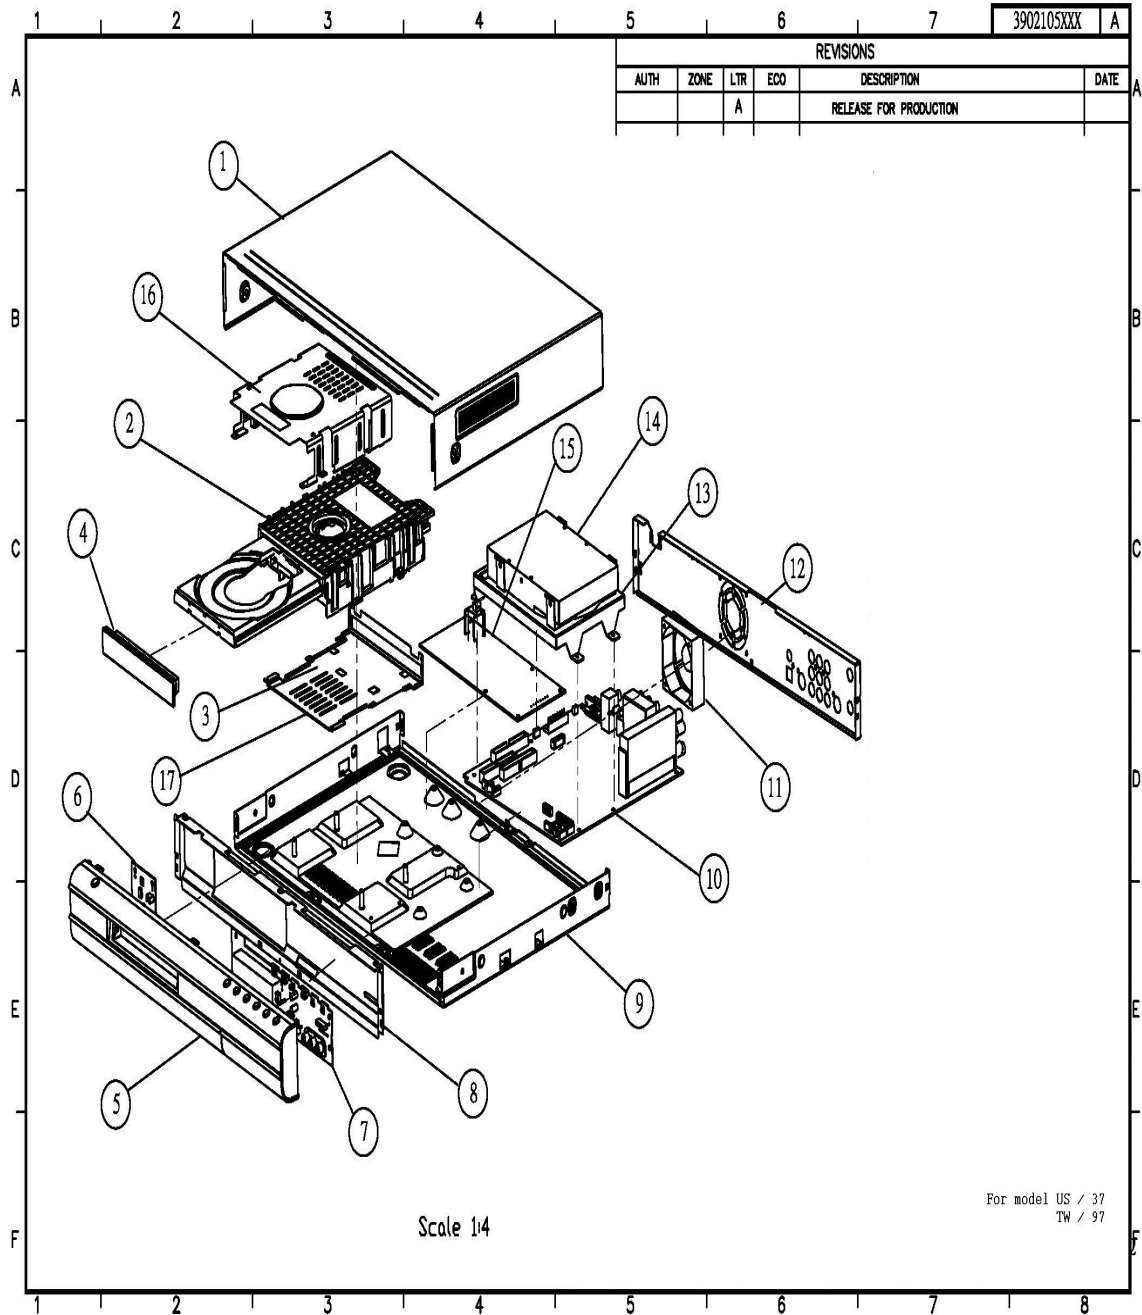 1 2 3 4 5 6 7 3902105XXX A
REVISIONS
AUTH ZONE LTR ECO DESCRIPTION DATE
A RELEASE FOR PRODUCTION
A A
1
16
B B
2
14
15
13
4
C C
12
3
17
D D
11
6
10
9
E E
8
5
7
For model US / 37
TW / 97
Scale 1:4
F F
1 2 3 4 5 6 7 8